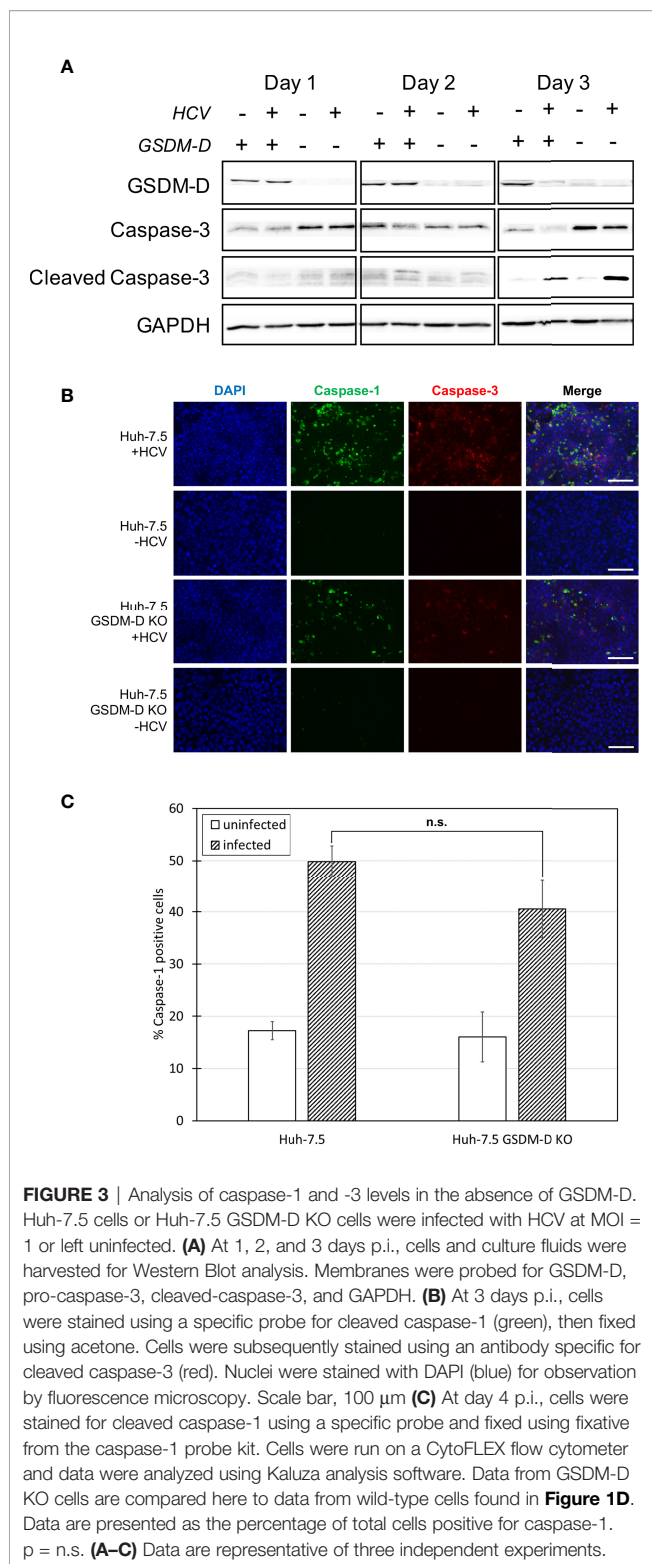 A
Day 1 Day 2 Day 3
HCV - + - + - + - + - + - +
GSDM-D + + - - + + - - + + - -
GSDM-D
Caspase-3
Cleaved Caspase-3
GAPDH
B
DAPI Caspase-1 Caspase-3 Merge
Huh-7.5
+HCV
Huh-7.5
-HCV
Huh-7.5
GSDM-D KO
+HCV
Huh-7.5
GSDM-D KO
-HCV
C
60
50
40
30
20
10
0
% Caspase-1 positive cells
uninfected
infected
n.s.
Huh-7.5 Huh-7.5 GSDM-D KO
FIGURE 3 | Analysis of caspase-1 and -3 levels in the absence of GSDM-D.
Huh-7.5 cells or Huh-7.5 GSDM-D KO cells were infected with HCV at MOI =
1 or left uninfected. (A) At 1, 2, and 3 days p.i., cells and culture fluids were
harvested for Western Blot analysis. Membranes were probed for GSDM-D,
pro-caspase-3, cleaved-caspase-3, and GAPDH. (B) At 3 days p.i., cells
were stained using a specific probe for cleaved caspase-1 (green), then fixed
using acetone. Cells were subsequently stained using an antibody specific for
cleaved caspase-3 (red). Nuclei were stained with DAPI (blue) for observation
by fluorescence microscopy. Scale bar, 100 μm (C) At day 4 p.i., cells were
stained for cleaved caspase-1 using a specific probe and fixed using fixative
from the caspase-1 probe kit. Cells were run on a CytoFLEX flow cytometer
and data were analyzed using Kaluza analysis software. Data from GSDM-D
KO cells are compared here to data from wild-type cells found in Figure 1D.
Data are presented as the percentage of total cells positive for caspase-1.
p = n.s. (A–C) Data are representative of three independent experiments.